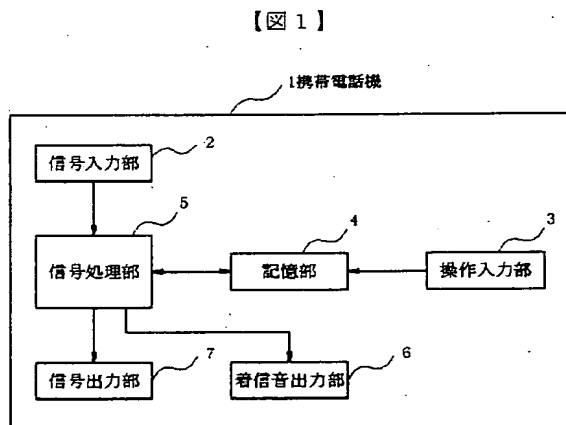 【図1】
1携帯電話機
2
信号入力部
5
4
3
信号処理部
記憶部
操作入力部
7
6
信号出力部
着信音出力部